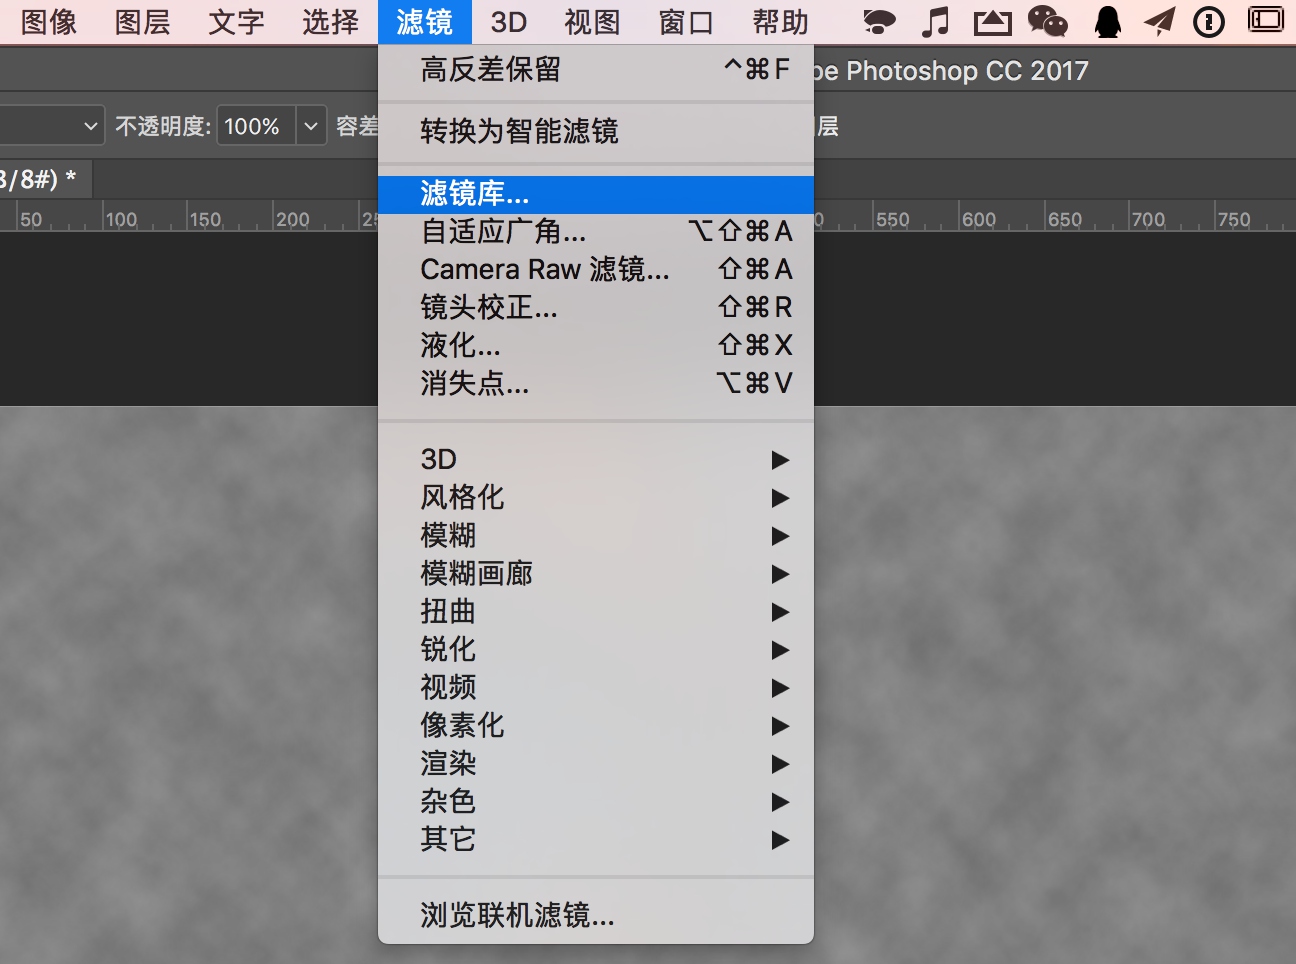 图像 图层 文字 选择 滤镜 3D 视图 窗口 帮助
高反差保留 ^⌘F
be Photoshop CC 2017
不透明度: 100% 容差
层
转换为智能滤镜
/8#) *
滤镜库...
50 100 150 200 550 600 650 700 750
自适应广角... ⌥⇧⌘A
Camera Raw 滤镜... ⇧⌘A
镜头校正... ⇧⌘R
液化... ⇧⌘X
消失点... ⌥⌘V
3D ▶
风格化 ▶
模糊 ▶
模糊画廊 ▶
扭曲 ▶
锐化 ▶
视频 ▶
像素化 ▶
渲染 ▶
杂色 ▶
其它 ▶
浏览联机滤镜...